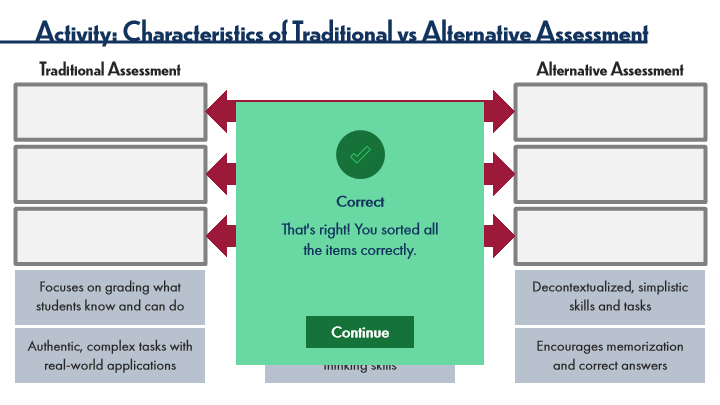 Activity: Characteristics of Traditional vs Alternative Assessment
Traditional Assessment
Alternative Assessment
Correct
That's right! You sorted all
the items correctly.
Continue
Focuses on grading what
students know and can do
Decontextualized, simplistic
skills and tasks
Authentic, complex tasks with
real-world applications
thinking skills
Encourages memorization
and correct answers